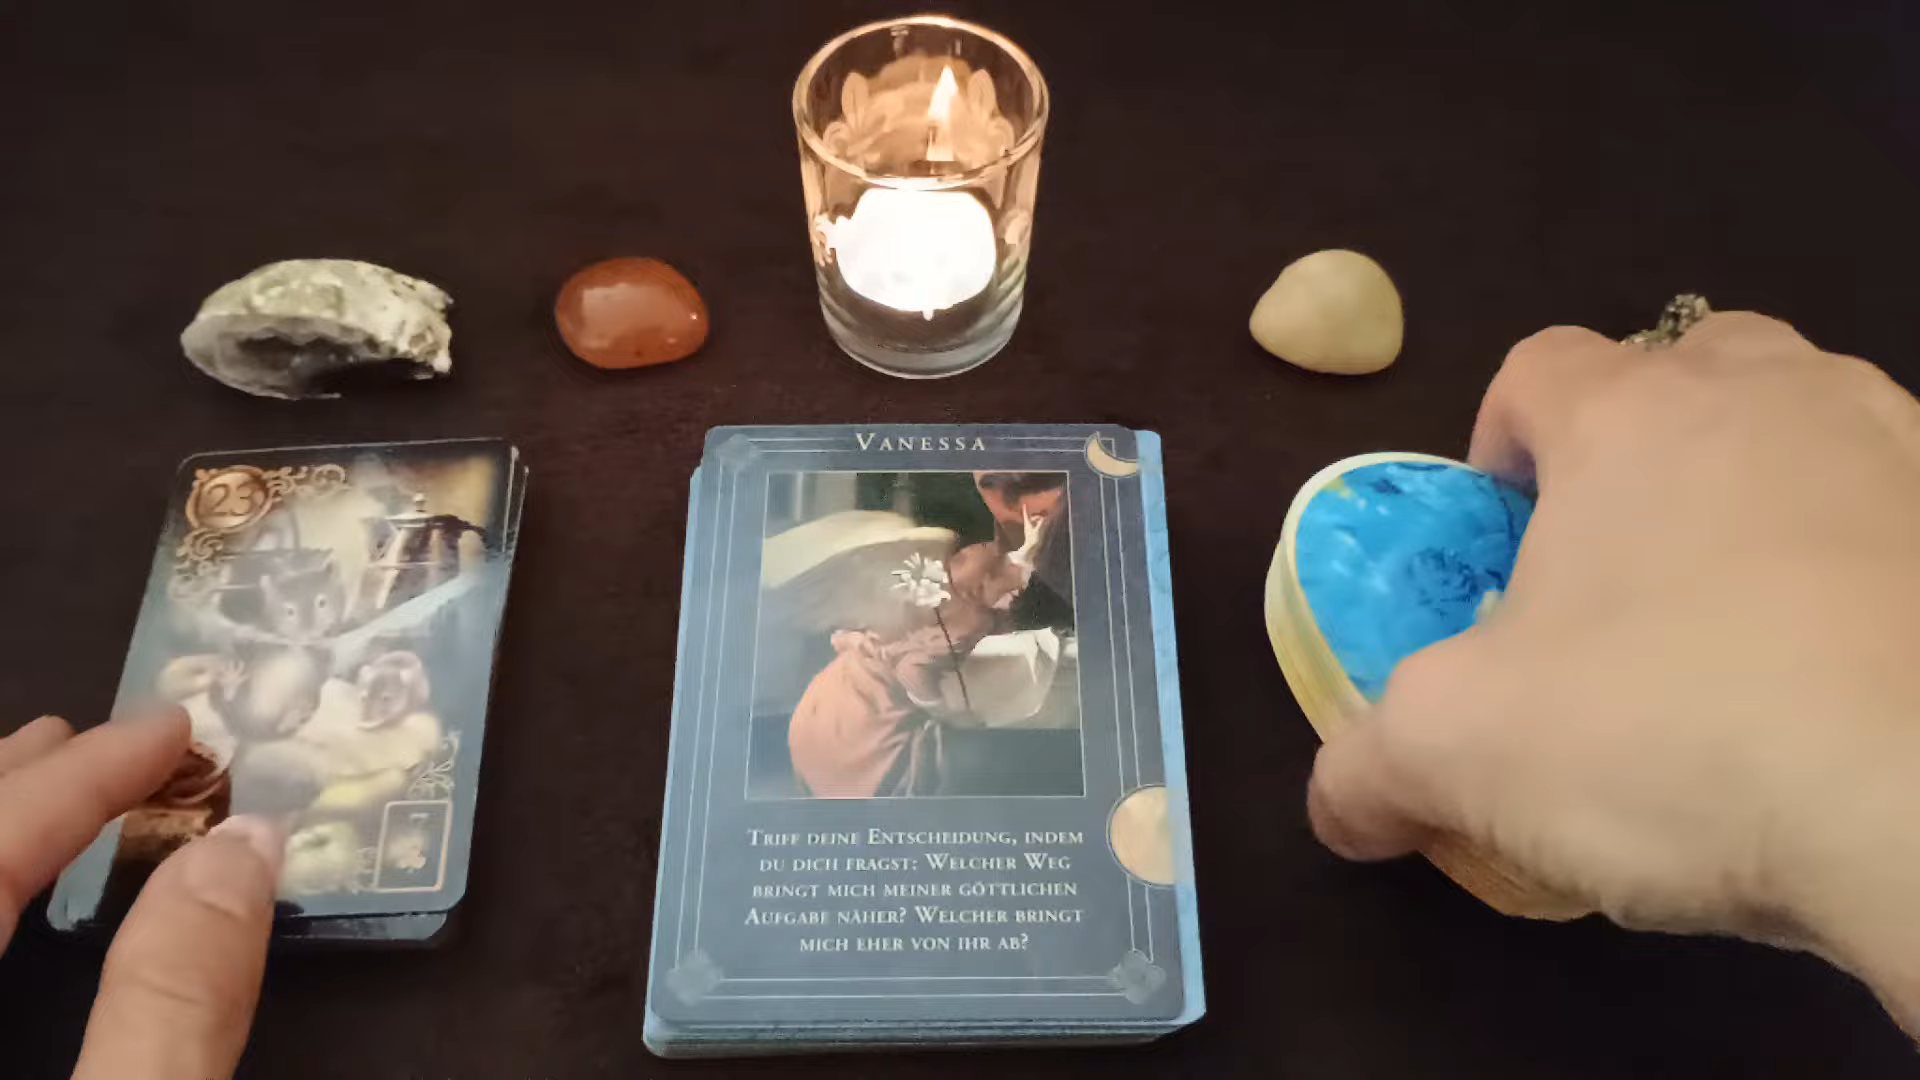 23
VANESSA
TRIFF DEINE ENTSCHEIDUNG, INDEM
DU DICH FRAGST: WELCHER WEG
BRINGT MICH MEINER GÖTTLICHEN
AUFGABE NÄHER? WELCHER BRINGT
MICH EHER VON IHR AB?
7